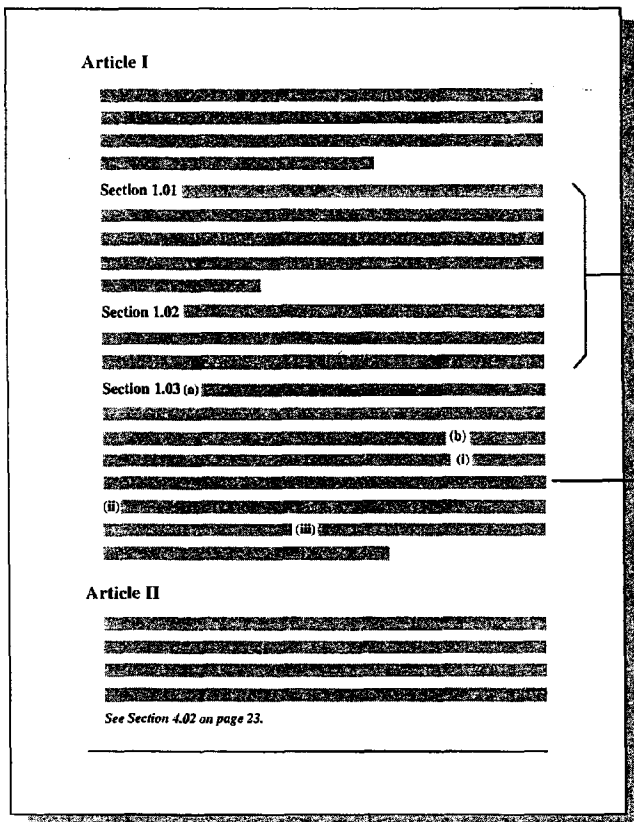 Article I
Section 1.01
Section 1.02
Section 1.03 (a)
(b)
(i)
(ii)
(iii)
Article II
See Section 4.02 on page 23.